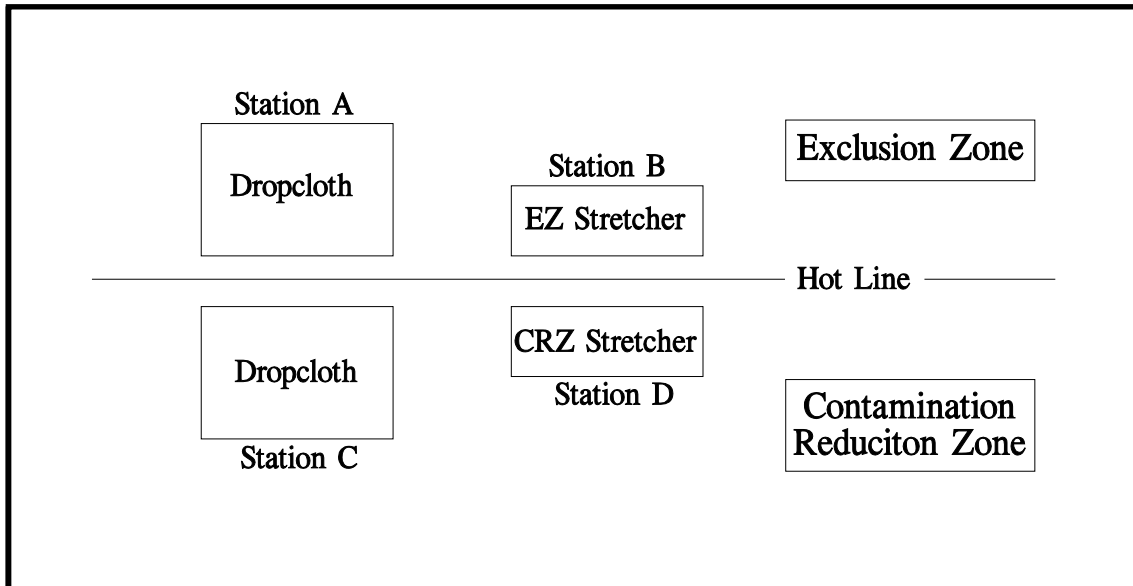 Station A
Dropcloth
Station B
EZ Stretcher
Exclusion Zone
Hot Line
Dropcloth
Station C
CRZ Stretcher
Station D
Contamination
Reduciton Zone